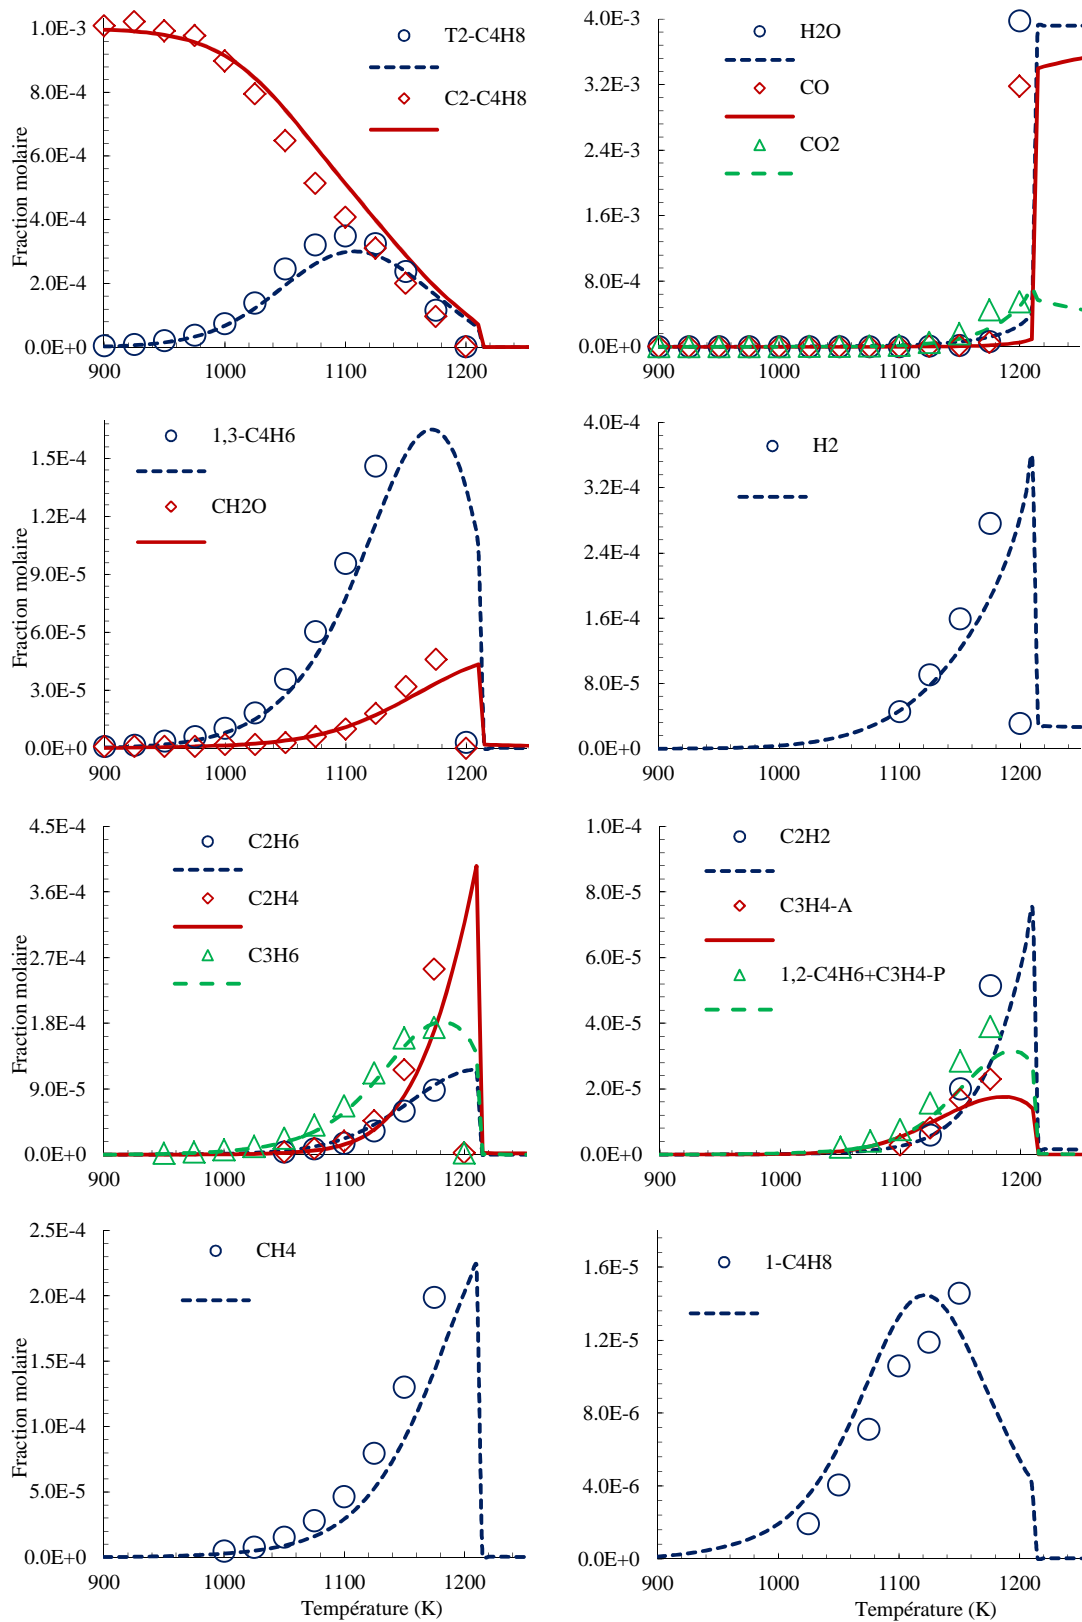 T2-C4H8
C2-C4H8
1.0E-3
8.0E-4
6.0E-4
4.0E-4
2.0E-4
0.0E+0
Fraction molaire
900
1000
1100
1200
H2O
CO
CO2
4.0E-3
3.2E-3
2.4E-3
1.6E-3
8.0E-4
0.0E+0
900
1000
1100
1200
1,3-C4H6
CH2O
1.5E-4
1.2E-4
9.0E-5
6.0E-5
3.0E-5
0.0E+0
Fraction molaire
900
1000
1100
1200
H2
4.0E-4
3.2E-4
2.4E-4
1.6E-4
8.0E-5
0.0E+0
900
1000
1100
1200
C2H6
C2H4
C3H6
4.5E-4
3.6E-4
2.7E-4
1.8E-4
9.0E-5
0.0E+0
Fraction molaire
900
1000
1100
1200
C2H2
C3H4-A
1,2-C4H6+C3H4-P
1.0E-4
8.0E-5
6.0E-5
4.0E-5
2.0E-5
0.0E+0
900
1000
1100
1200
CH4
2.5E-4
2.0E-4
1.5E-4
1.0E-4
5.0E-5
0.0E+0
Fraction molaire
900
1000
1100
1200
Température (K)
1-C4H8
1.6E-5
1.2E-5
8.0E-6
4.0E-6
0.0E+0
900
1000
1100
1200
Température (K)